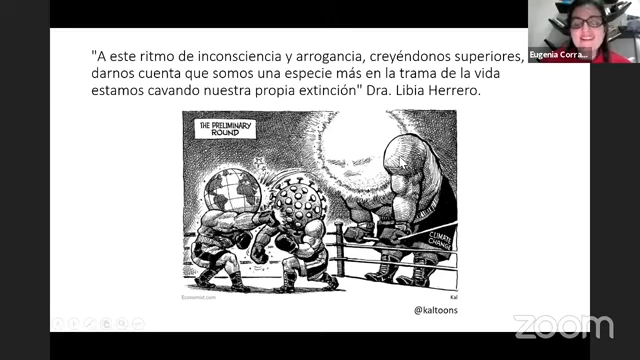 "A este ritmo de inconsciencia y arrogancia, creyéndonos superiores,
darnos cuenta que somos una especie más en la trama de la vida
estamos cavando nuestra propia extinción" Dra. Libia Herrero.
Eugenia Corra...
THE PRELIMINARY
ROUND
CLIMATE
CHANGE
Economist.com
Kal
@kaltoons
zoom